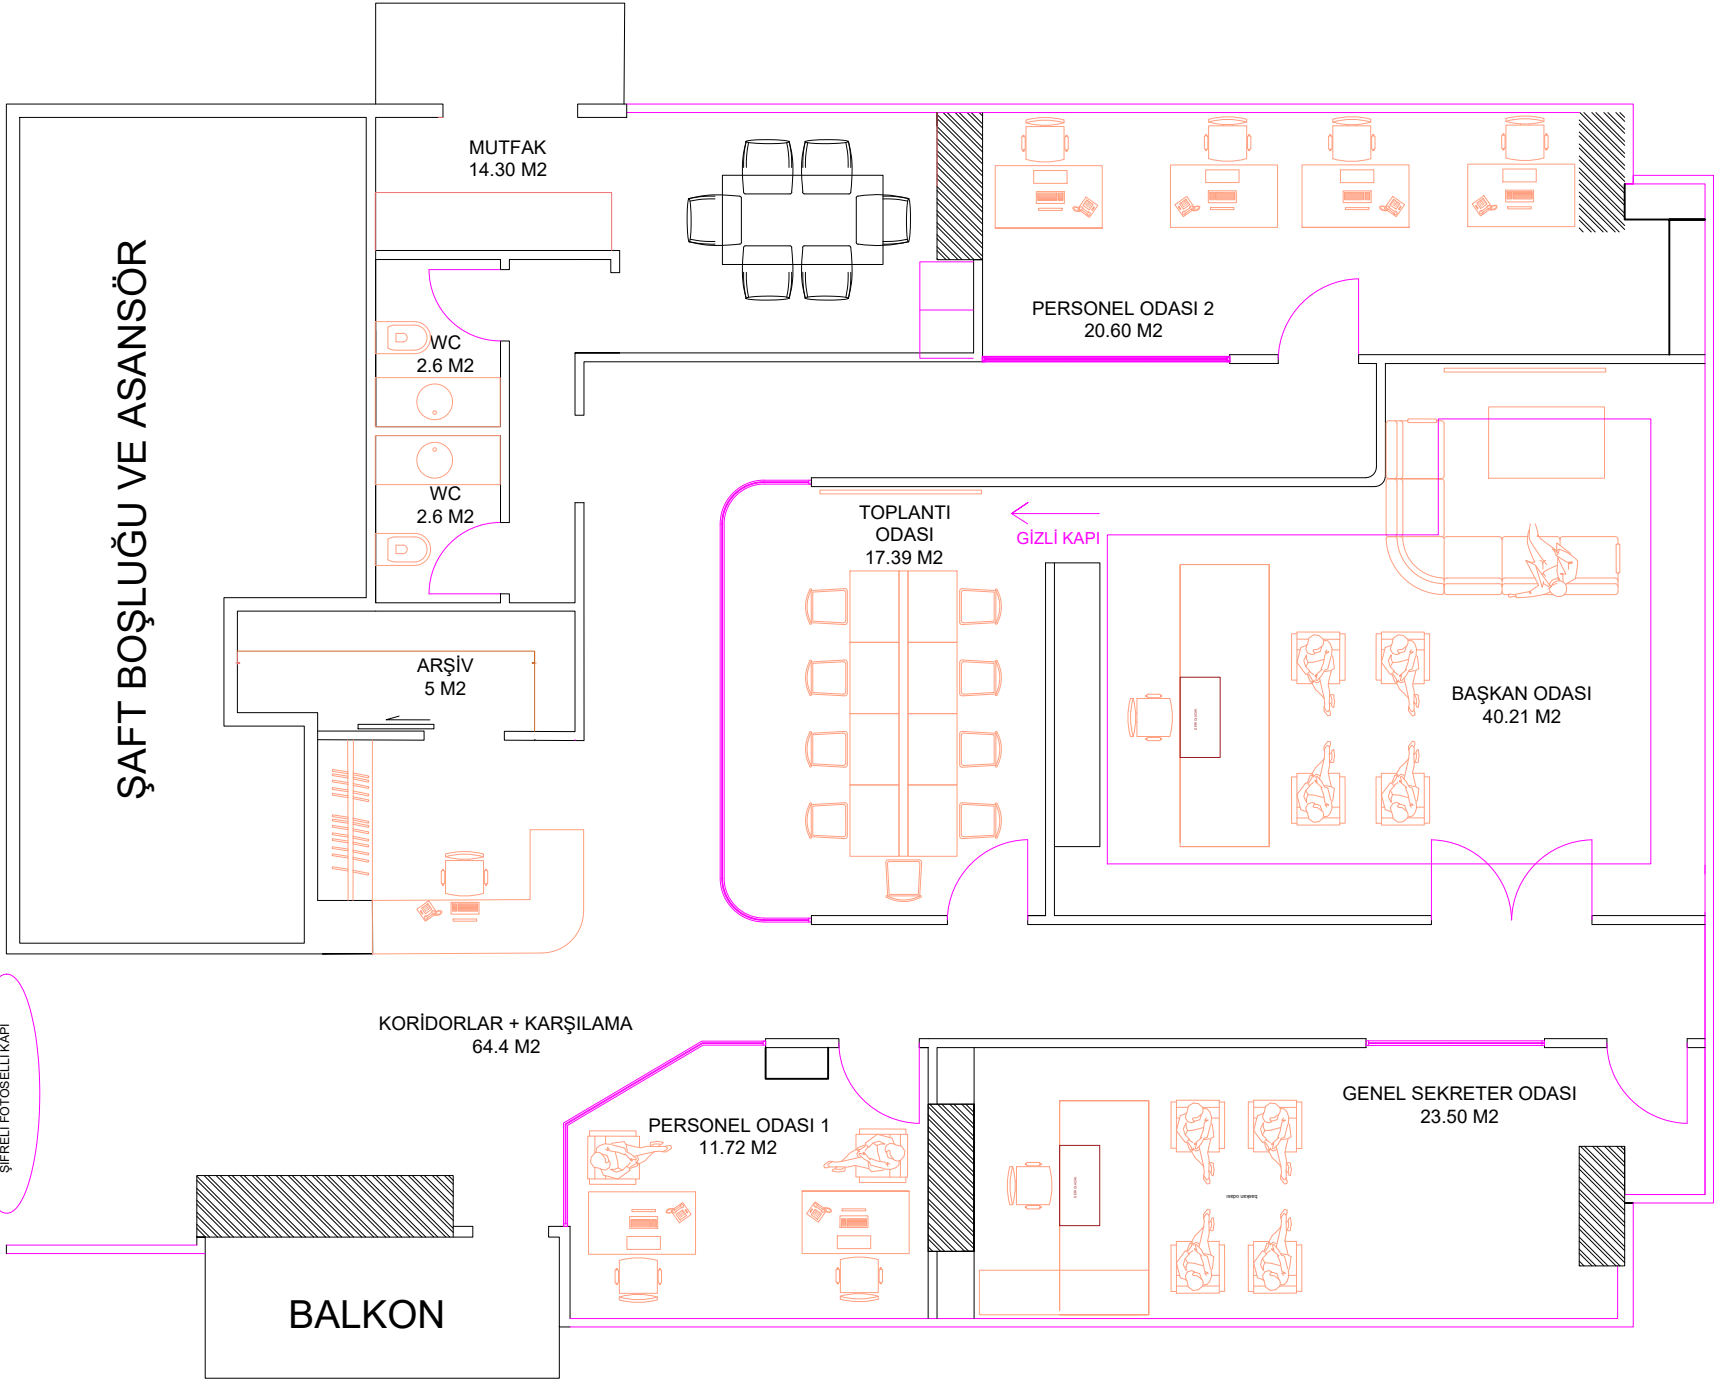 MUTFAK
14.30 M2
PERSONEL ODASI 2
20.60 M2
ŞAFT BOŞLUĞU VE ASANSÖR
WC
2.6 M2
WC
2.6 M2
TOPLANTI
ODASI
17.39 M2
GİZLİ KAPI
ARŞİV
5 M2
BAŞKAN ODASI
40.21 M2
KORİDORLAR + KARŞILAMA
64.4 M2
ŞİFRELİ FOTOSELLİ KAPI
PERSONEL ODASI 1
11.72 M2
GENEL SEKRETER ODASI
23.50 M2
başkan odası
BALKON